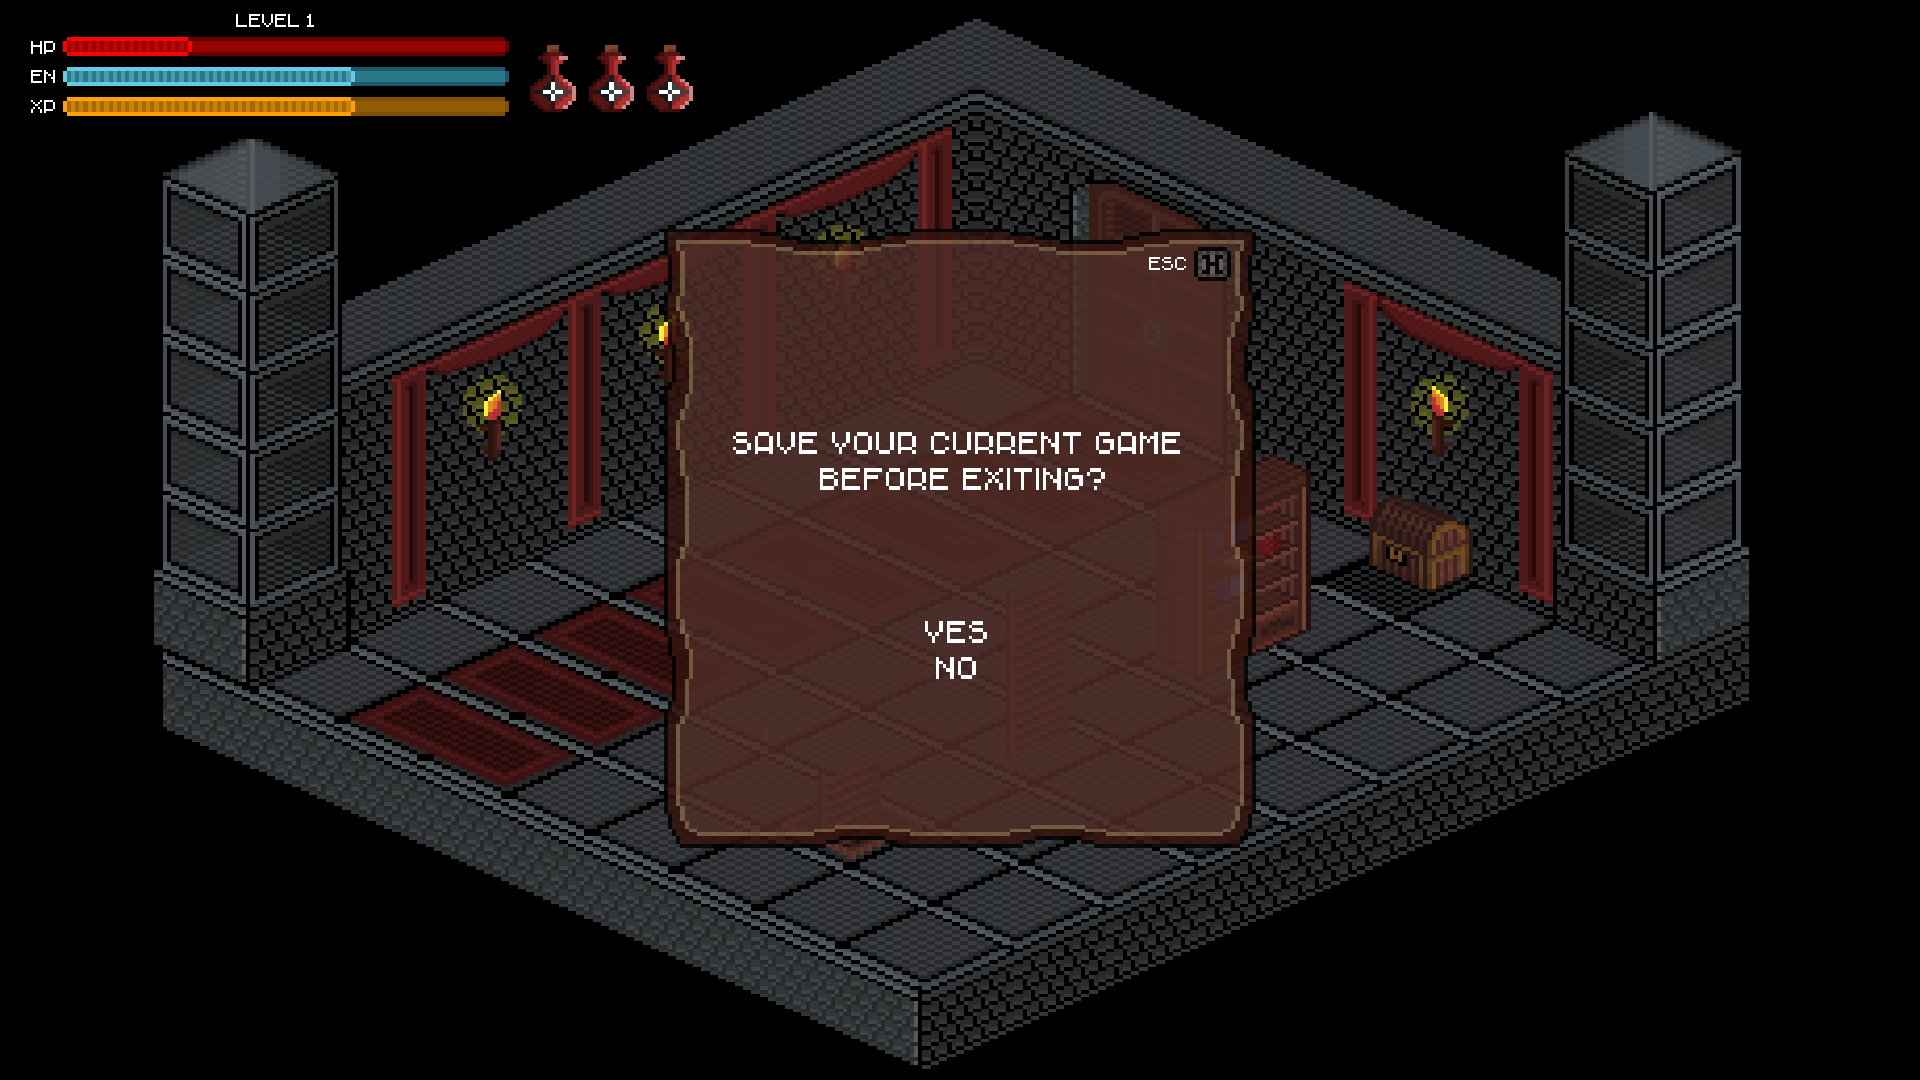 LEVEL 1
HP
EN
XP
ESC
SAVE YOUR CURRENT GAME
BEFORE EXITING?
YES
NO